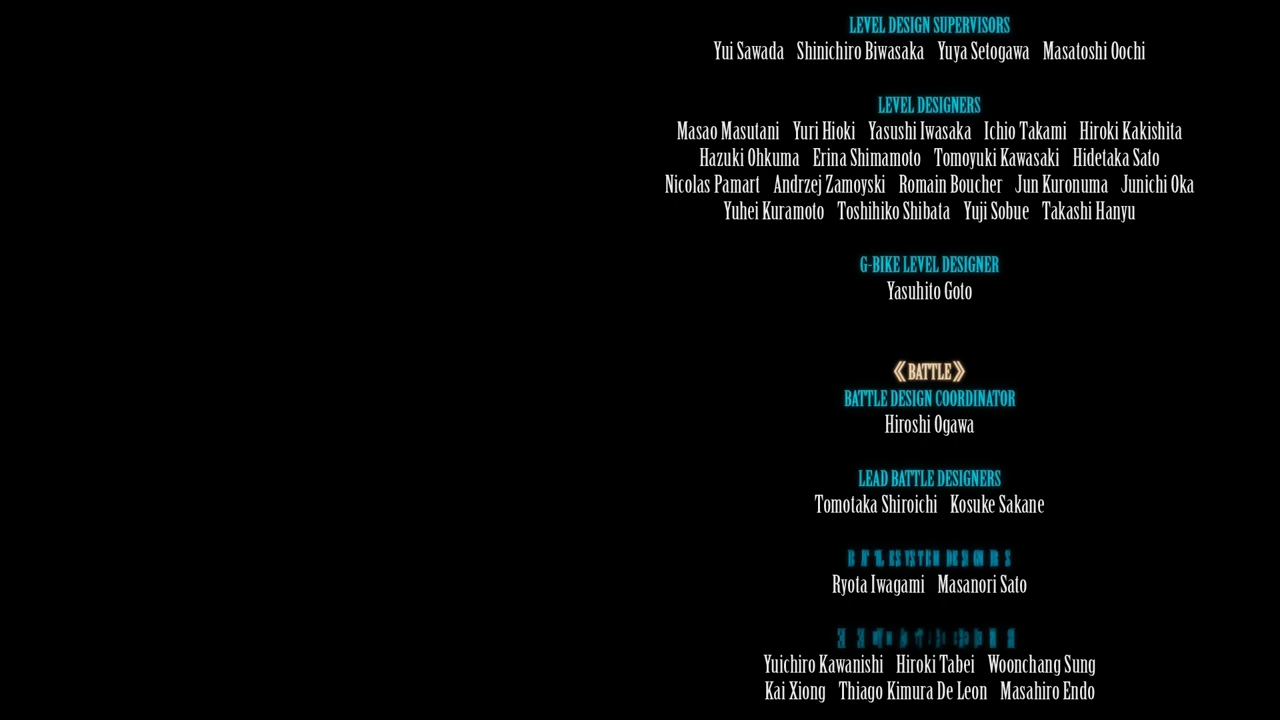 LEVEL DESIGN SUPERVISORS
Yui Sawada Shinichiro Biwasaka Yuya Setogawa Masatoshi Oochi
LEVEL DESIGNERS
Masao Masutani Yuri Hioki Yasushi Iwasaka Ichio Takami Hiroki Kakishita
Hazuki Ohkuma Erina Shimamoto Tomoyuki Kawasaki Hidetaka Sato
Nicolas Pamart Andrzej Zamoyski Romain Boucher Jun Kuronuma Junichi Oka
Yuhei Kuramoto Toshihiko Shibata Yuji Sobue Takashi Hanyu
G-BIKE LEVEL DESIGNER
Yasuhito Goto
《BATTLE》
BATTLE DESIGN COORDINATOR
Hiroshi Ogawa
LEAD BATTLE DESIGNERS
Tomotaka Shiroichi Kosuke Sakane
Ryota Iwagami Masanori Sato
Yuichiro Kawanishi Hiroki Tabei Woonchang Sung
Kai Xiong Thiago Kimura De Leon Masahiro Endo